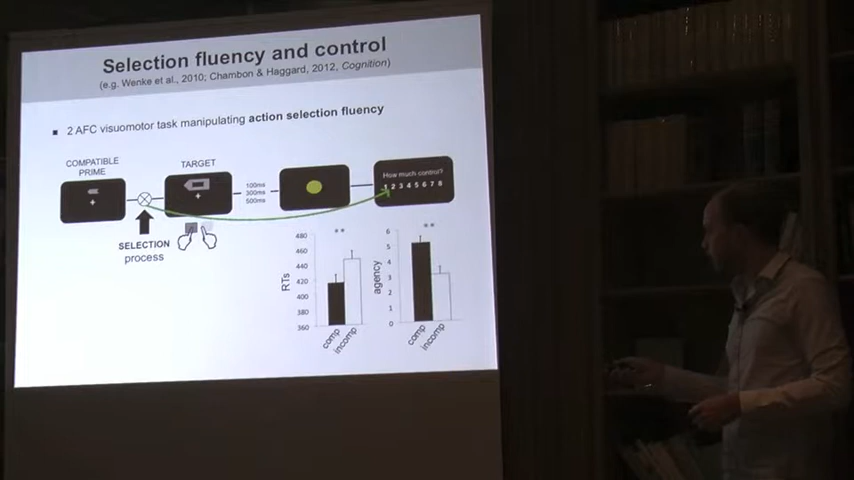 Selection fluency and control
(e.g. Wenke et al., 2010; Chambon & Haggard, 2012, Cognition)
2 AFC visuomotor task manipulating action selection fluency
COMPATIBLE
PRIME
TARGET
100ms
300ms
500ms
How much control?
1 2 3 4 5 6 7 8
SELECTION
process
RTs
480
460
440
420
400
380
360
**
comp
incomp
agency
6
5
4
3
2
1
0
**
comp
incomp